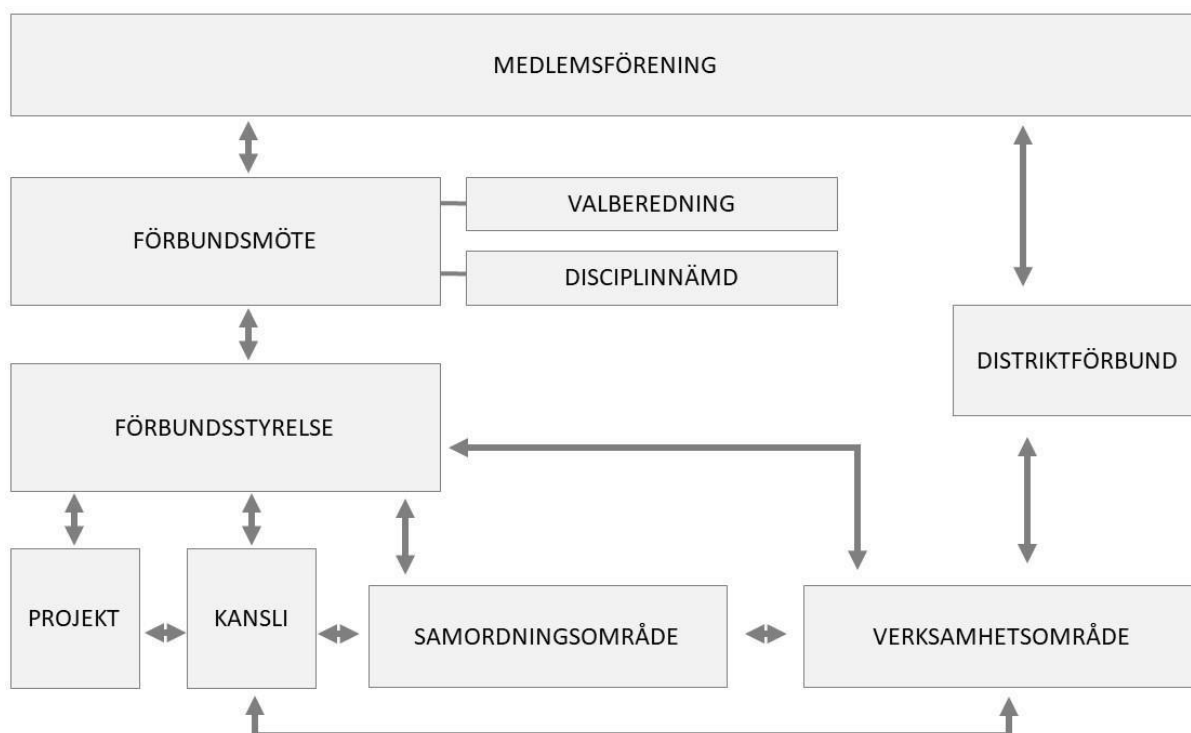 MEDLEMSFÖRENING
FÖRBUNDSMÖTE
VALBEREDNING
DISCIPLINNÄMD
DISTRIKTFÖRBUND
FÖRBUNDSSTYRELSE
PROJEKT
KANSLI
SAMORDNINGSOMRÅDE
VERKSAMHETSOMRÅDE